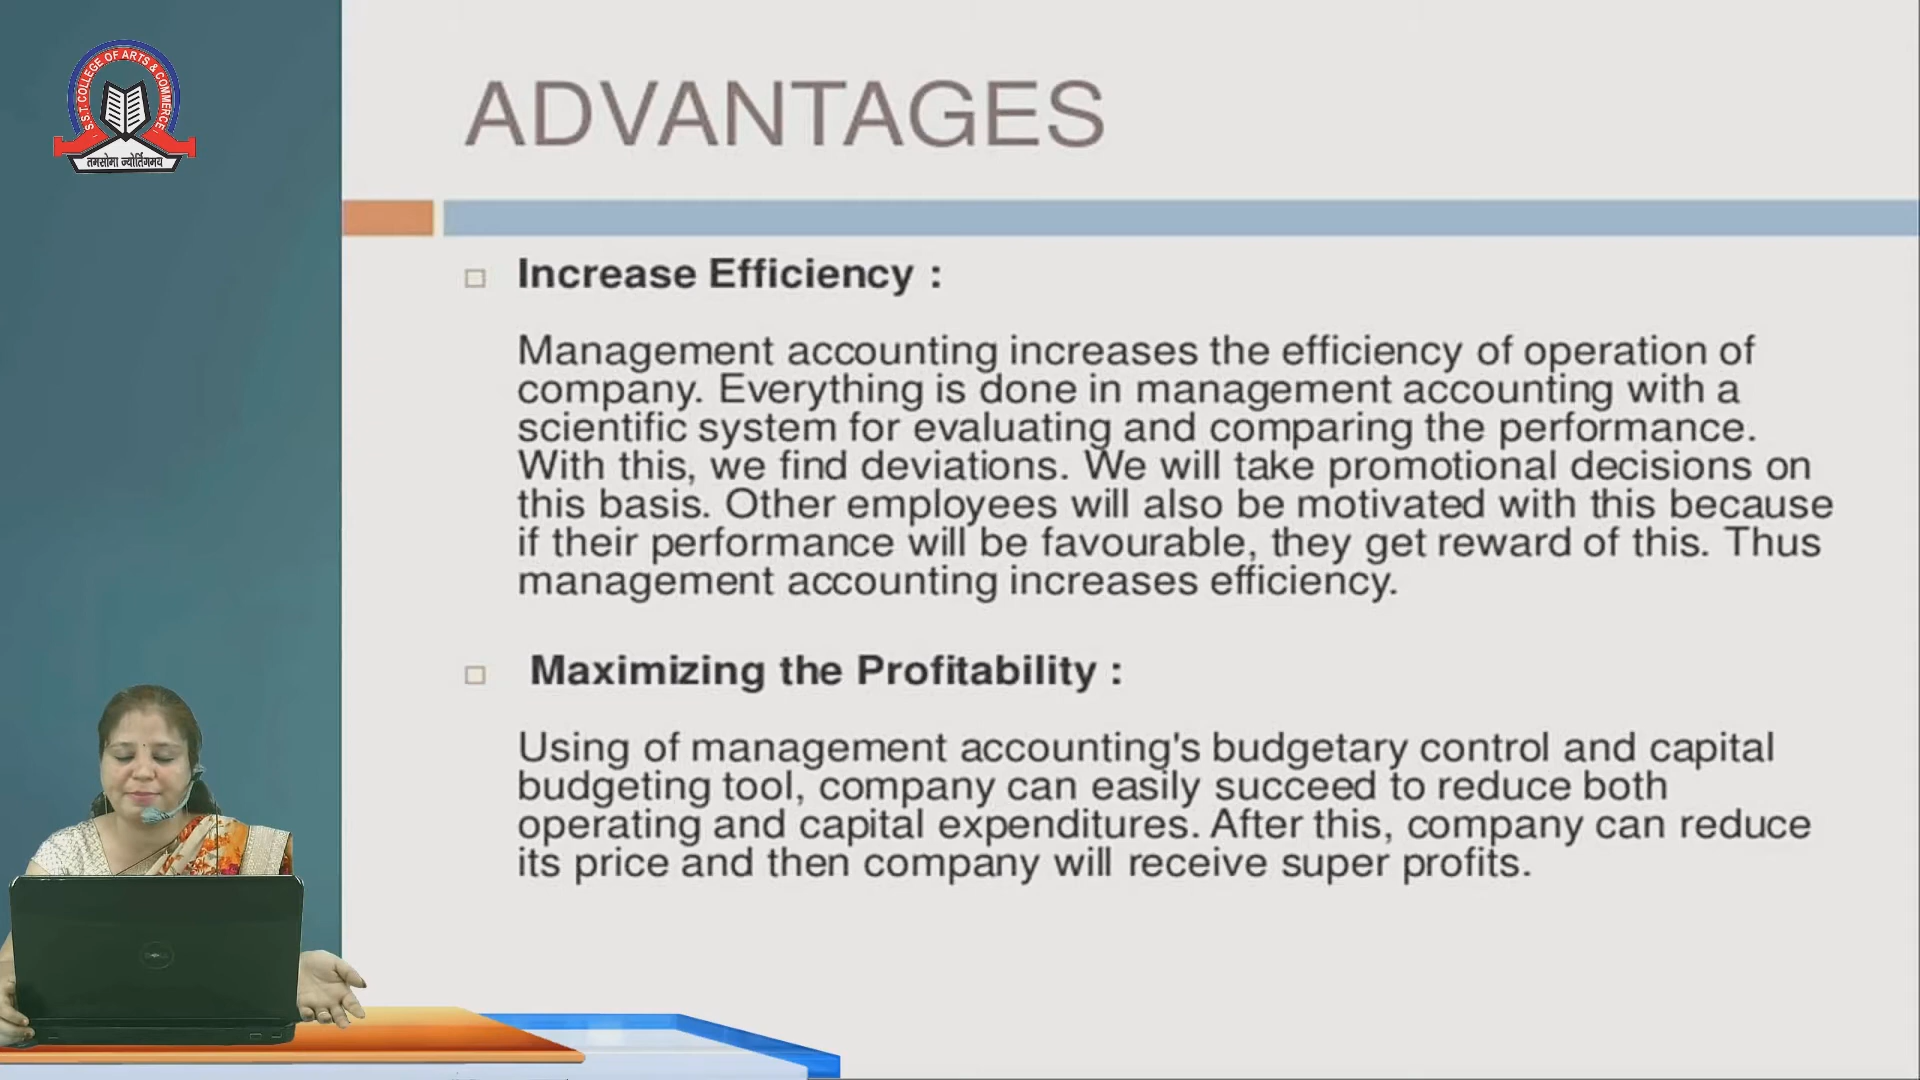 S.S.T. COLLEGE OF ARTS & COMMERCE
तमसोमा ज्योर्तिगमय
ADVANTAGES
Increase Efficiency :
Management accounting increases the efficiency of operation of
company. Everything is done in management accounting with a
scientific system for evaluating and comparing the performance.
With this, we find deviations. We will take promotional decisions on
this basis. Other employees will also be motivated with this because
if their performance will be favourable, they get reward of this. Thus
management accounting increases efficiency.
Maximizing the Profitability :
Using of management accounting's budgetary control and capital
budgeting tool, company can easily succeed to reduce both
operating and capital expenditures. After this, company can reduce
its price and then company will receive super profits.
DELL